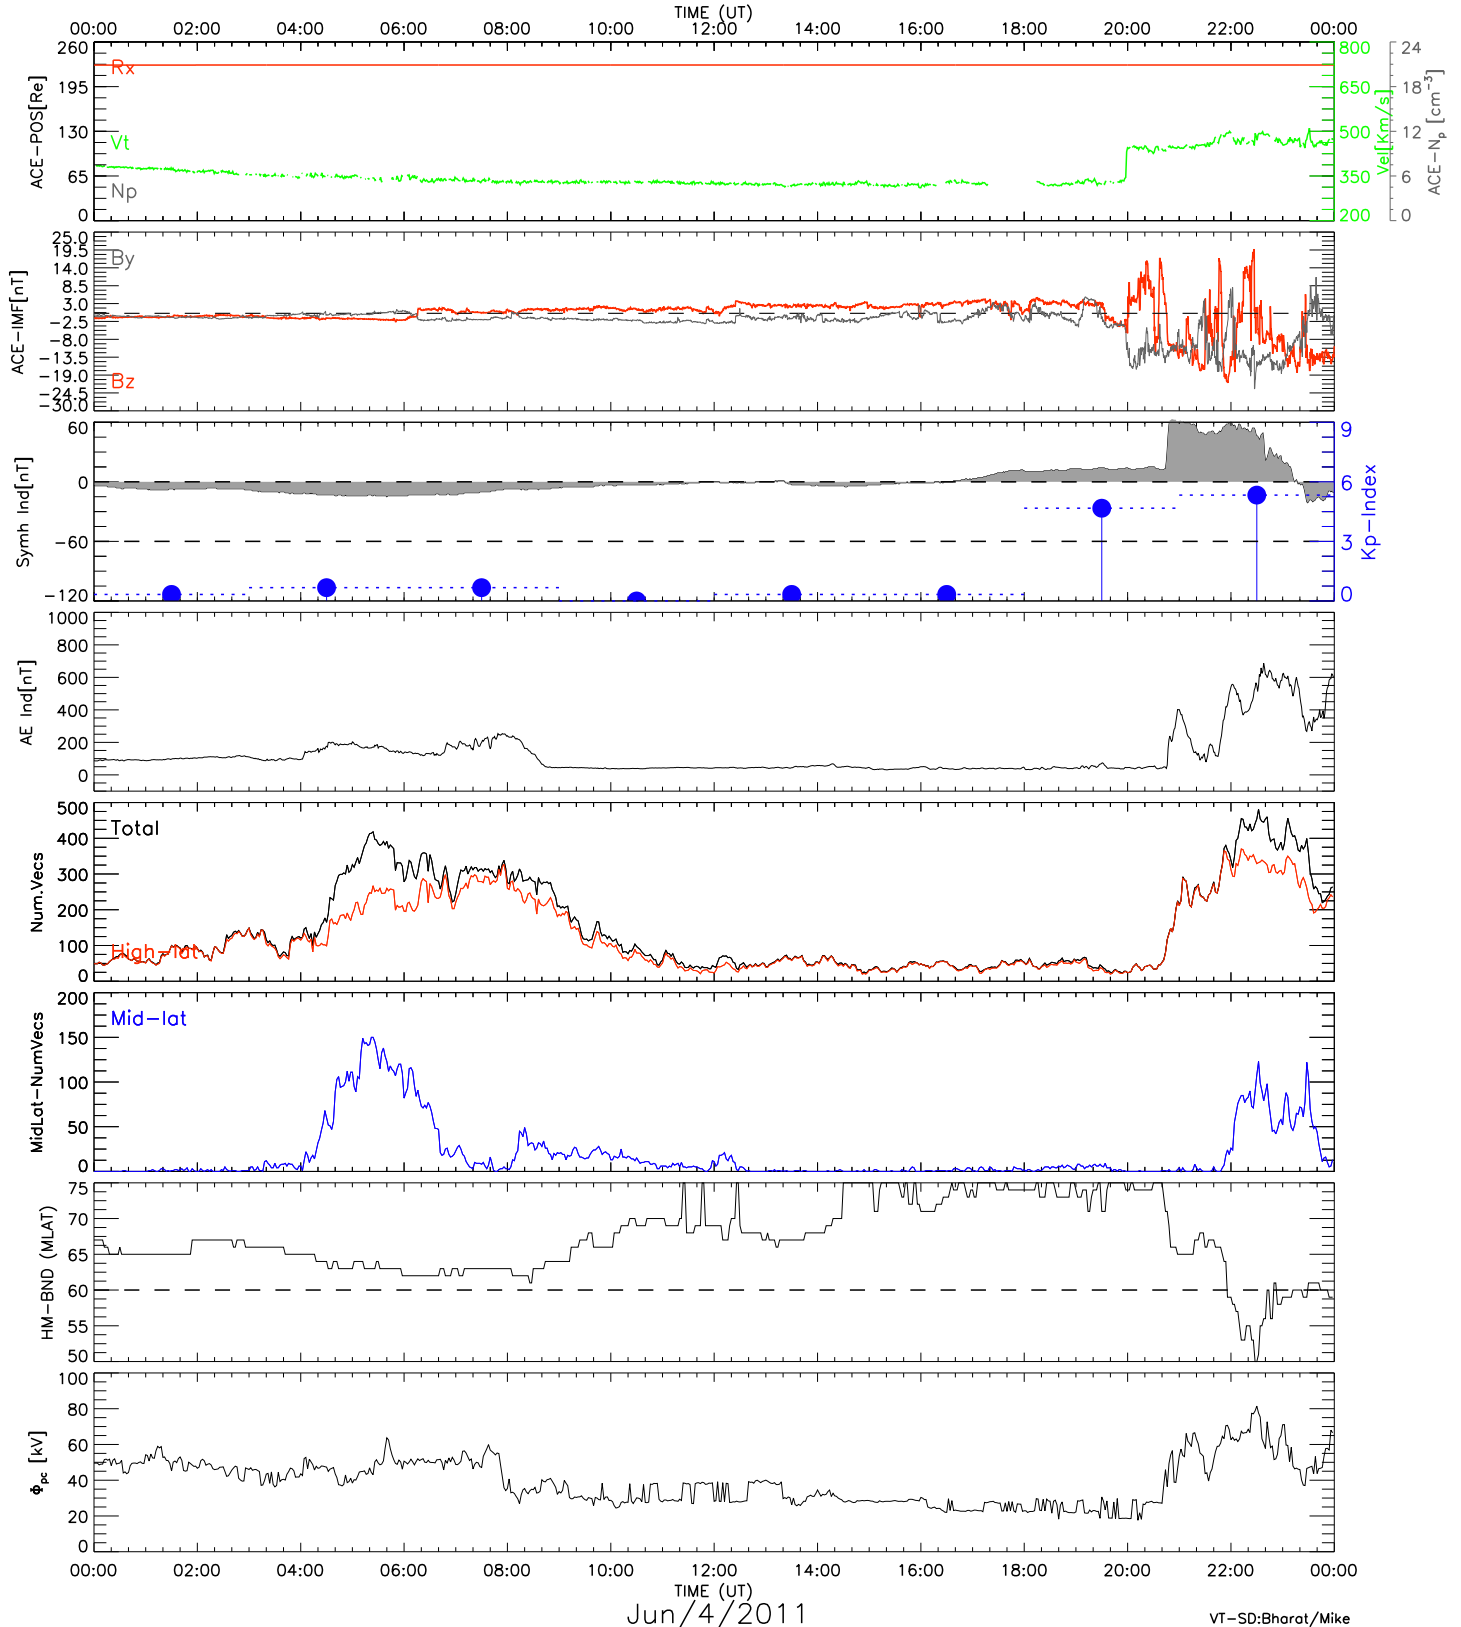 TIME (UT)
00:00 02:00 04:00 06:00 08:00 10:00 12:00 14:00 16:00 18:00 20:00 22:00 00:00
ACE-POS[Re]
260
195
130
65
0
Rx
Vt
Np
800
650
500
350
200
Vel[Km/s]
24
18
12
6
0
ACE-Np [cm-3]
ACE-IMF[nT]
25.0
19.5
14.0
8.5
3.0
-2.5
-8.0
-13.5
-19.0
-24.5
-30.0
By
Bz
Symh Ind[nT]
60
0
-60
-120
9
6
3
0
Kp-Index
AE Ind[nT]
1000
800
600
400
200
0
Num.Vecs
500
400
300
200
100
0
Total
High-lat
MidLat-NumVecs
200
150
100
50
0
Mid-lat
HM-BND (MLAT)
75
70
65
60
55
50
Φpc [kV]
100
80
60
40
20
0
00:00 02:00 04:00 06:00 08:00 10:00 12:00 14:00 16:00 18:00 20:00 22:00 00:00
TIME (UT)
Jun/4/2011
VT-SD:Bharat/Mike